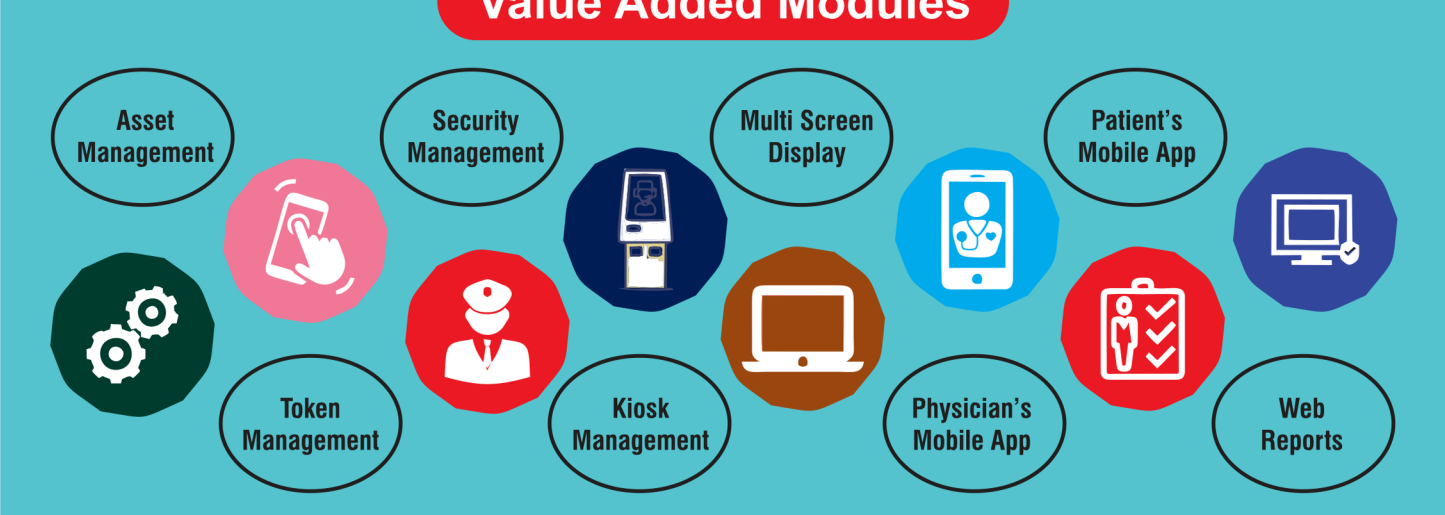 Value Added Modules
Asset
Management
Security
Management
Multi Screen
Display
Patient's
Mobile App
Token
Management
Kiosk
Management
Physician's
Mobile App
Web
Reports